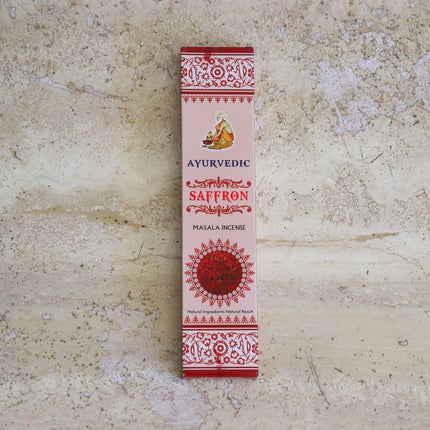 AYURVEDIC
SAFFRON
MASALA INCENSE
Natural Ingredients Natural Result